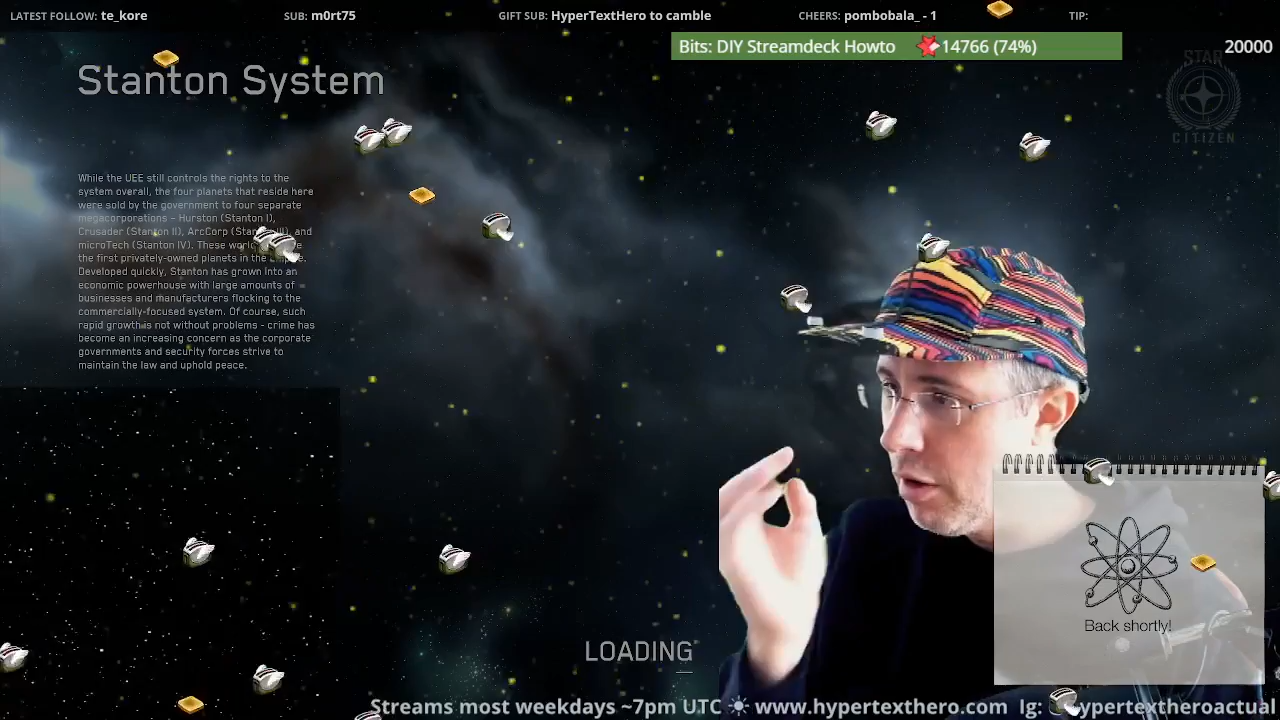 LATEST FOLLOW: te_kore SUB: m0rt75 GIFT SUB: HyperTextHero to camble CHEERS: pombobala_ - 1 TIP:
Bits: DIY Streamdeck Howto 14766 (74%) 20000
STAR
CITIZEN
Stanton System
While the UEE still controls the rights to the
system overall, the four planets that reside here
were sold by the government to four separate
megacorporations - Hurston (Stanton I),
Crusader (Stanton II), ArcCorp (Stanton III), and
microTech (Stanton IV). These the
the first privately-owned planets in the
Developed quickly, Stanton has grown into an
economic powerhouse with large amounts of
businesses and manufacturers flocking to the
commercially-focused system. Of course, such
rapid growth is not without problems - crime has
become an increasing concern as the corporate
governments and security forces strive to
maintain the law and uphold peace.
Back shortly!
LOADING
Streams most weekdays ~7pm UTC ☀ www.hypertexthero.com Ig: hypertextheroactual